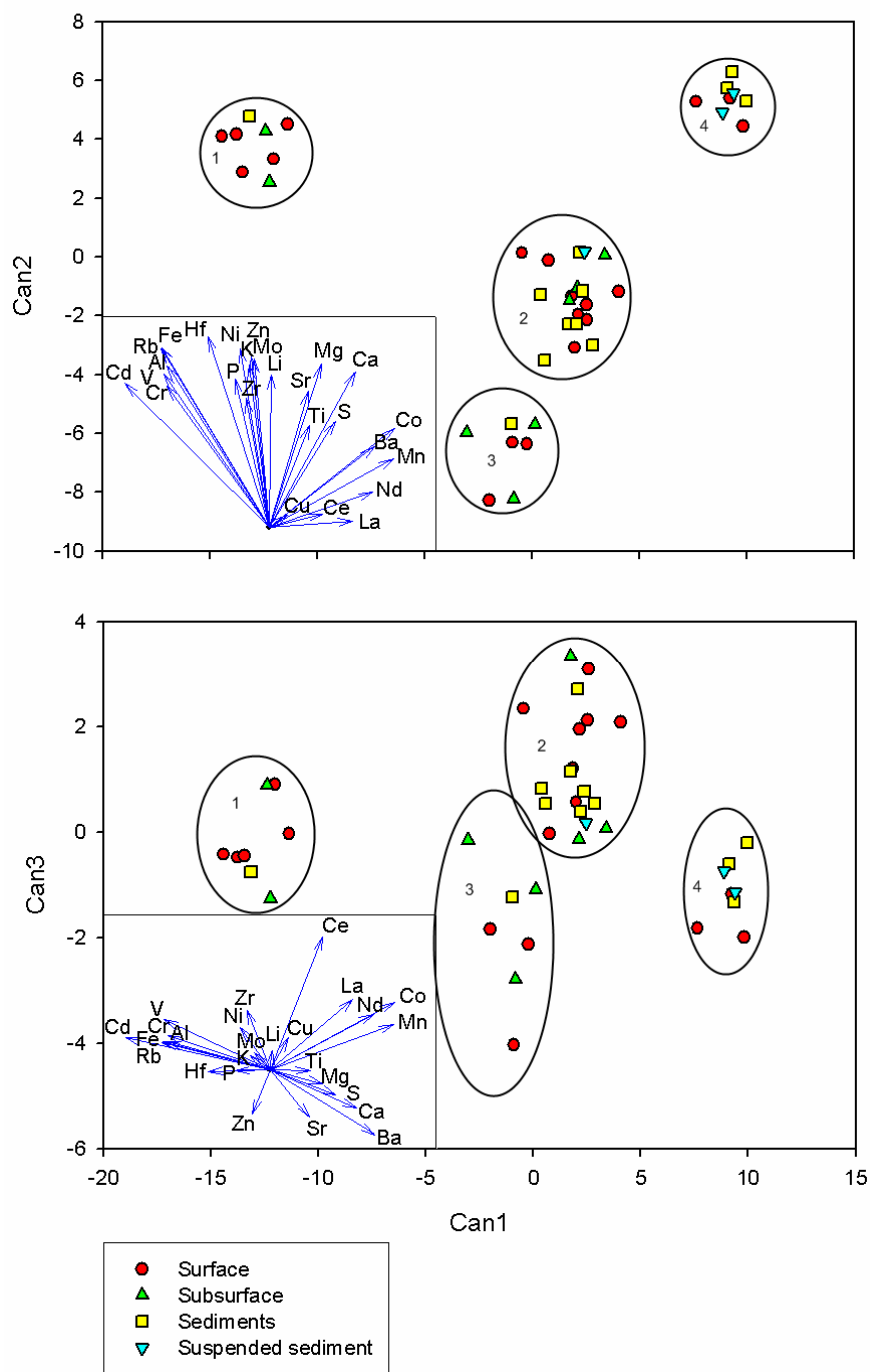 8
6
4
2
0
-2
-4
-6
-8
-10
Can2
1
4
2
3
Cd Rb Fe Al V Cr Hf Ni K P Zr Zn Mo Li Sr Mg Ca Ti S Co Ba Mn Nd Cu Ce La
4
2
0
-2
-4
-6
Can3
1
2
3
4
Ce La Nd Co Mn Zr Ni V Cd Cr Al Fe Rb Mo K Li Cu Hf P Ti Mg S Ca Ba Zn Sr
-20 -15 -10 -5 0 5 10 15
Can1
Surface
Subsurface
Sediments
Suspended sediment